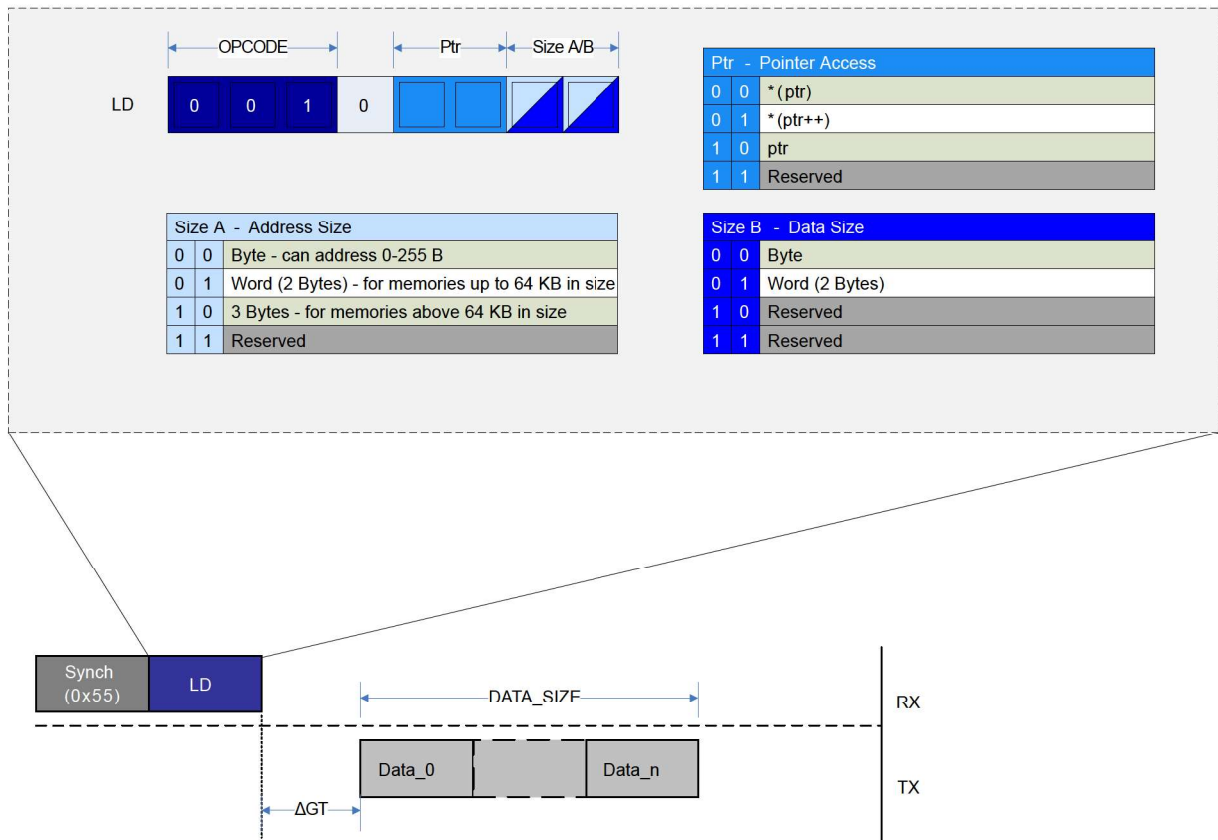 OPCODE Ptr Size A/B
LD 0 0 1 0
Ptr - Pointer Access
0 0 *(ptr)
0 1 *(ptr++)
1 0 ptr
1 1 Reserved
Size A - Address Size
0 0 Byte - can address 0-255 B
0 1 Word (2 Bytes) - for memories up to 64 KB in size
1 0 3 Bytes - for memories above 64 KB in size
1 1 Reserved
Size B - Data Size
0 0 Byte
0 1 Word (2 Bytes)
1 0 Reserved
1 1 Reserved
Synch
(0x55)
LD
DATA_SIZE
RX
Data_0
Data_n
TX
ΔGT